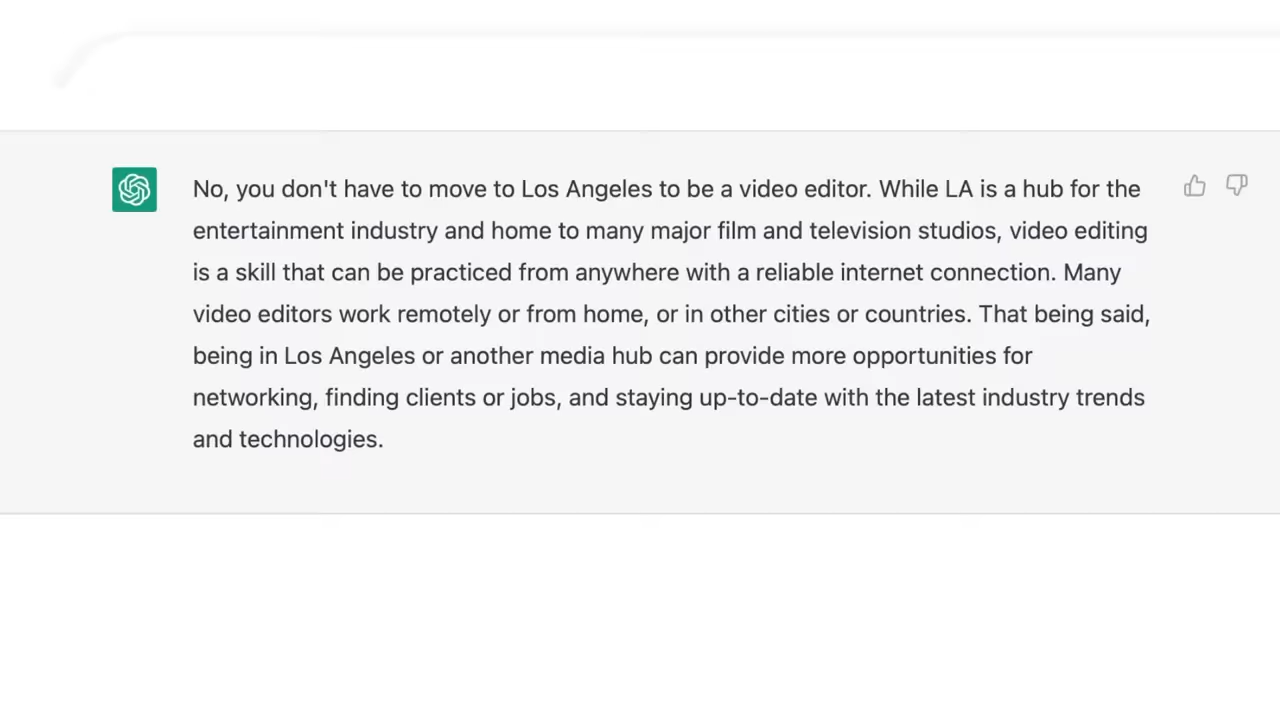 No, you don't have to move to Los Angeles to be a video editor. While LA is a hub for the
entertainment industry and home to many major film and television studios, video editing
is a skill that can be practiced from anywhere with a reliable internet connection. Many
video editors work remotely or from home, or in other cities or countries. That being said,
being in Los Angeles or another media hub can provide more opportunities for
networking, finding clients or jobs, and staying up-to-date with the latest industry trends
and technologies.